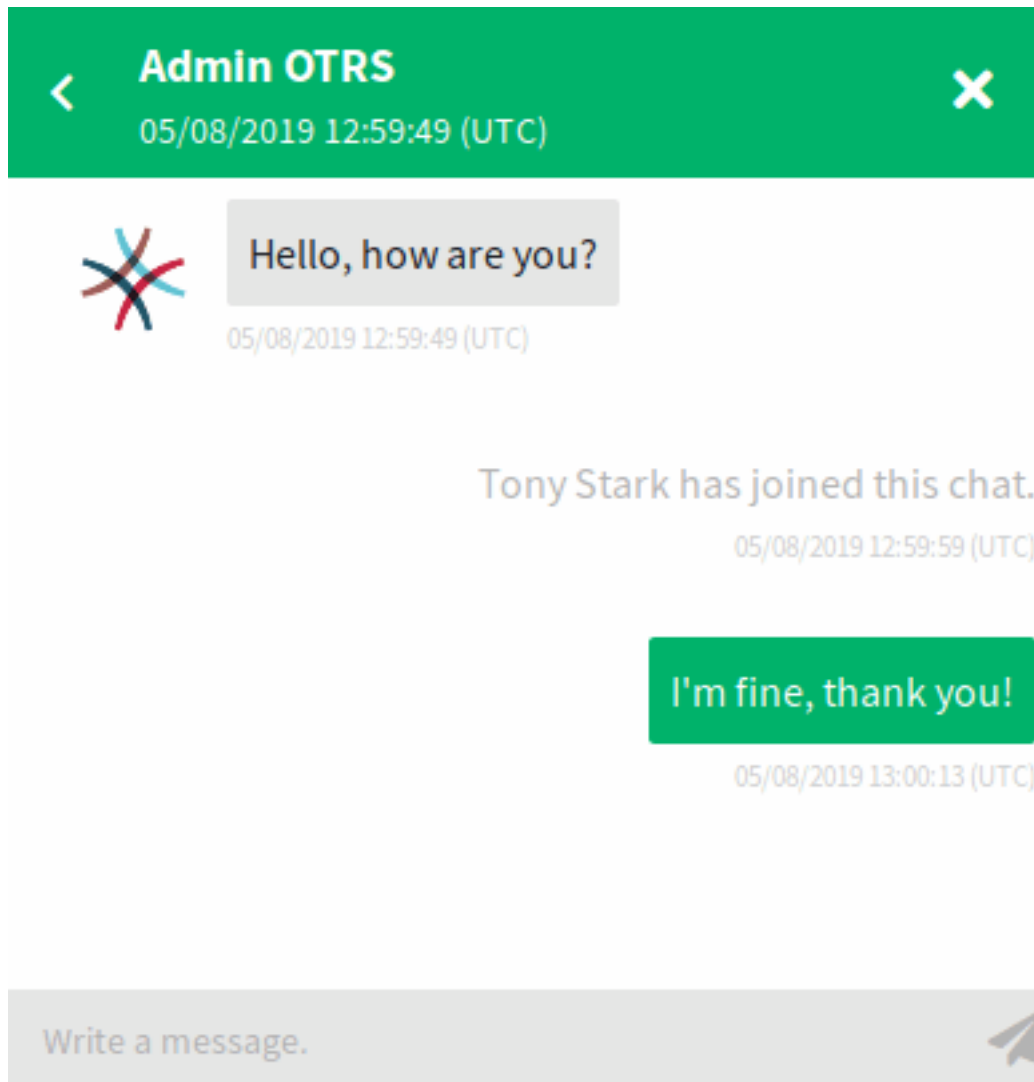 Admin OTRS
05/08/2019 12:59:49 (UTC)
Hello, how are you?
05/08/2019 12:59:49 (UTC)
Tony Stark has joined this chat.
05/08/2019 12:59:59 (UTC)
I'm fine, thank you!
05/08/2019 13:00:13 (UTC)
Write a message.